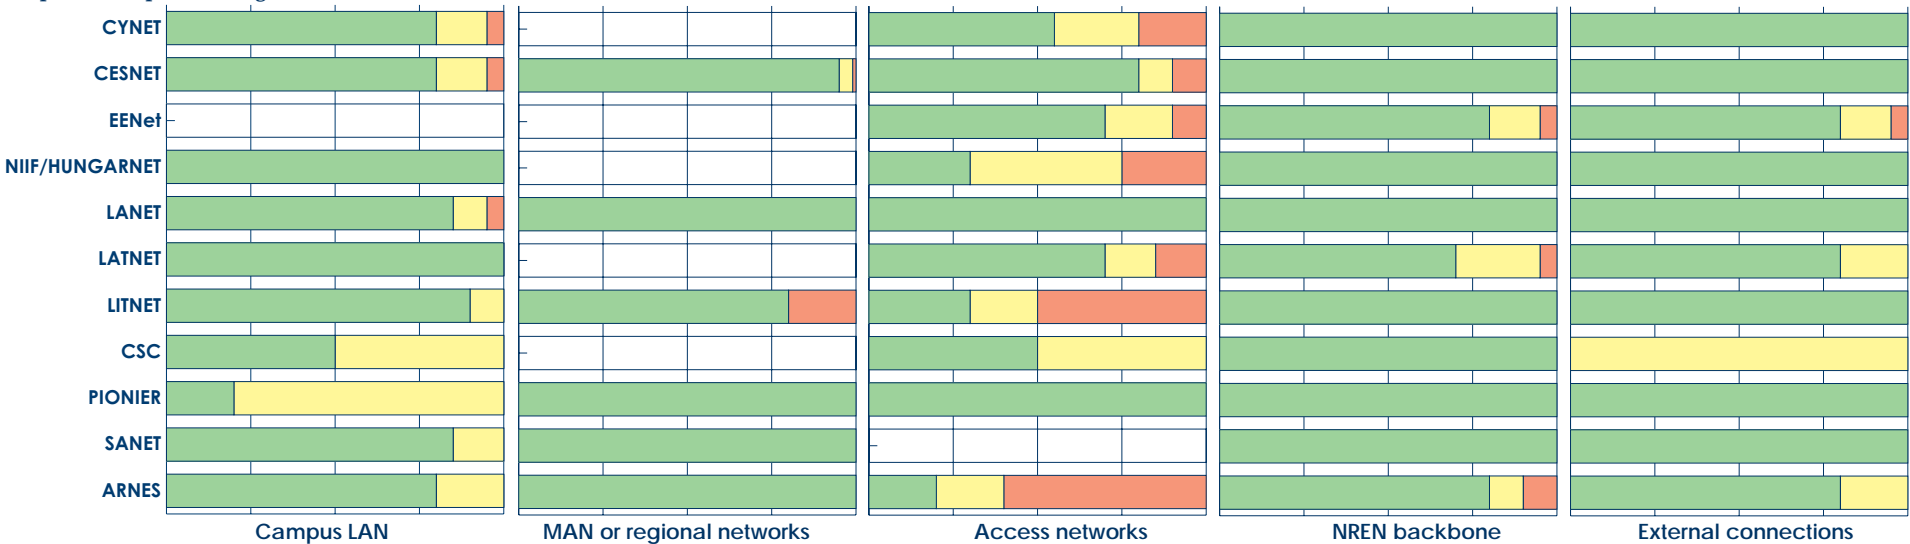 CYNET
CESNET
EENet
NIIF/HUNGARNET
LANET
LATNET
LITNET
CSC
PIONIER
SANET
ARNES
Campus LAN
MAN or regional networks
Access networks
NREN backbone
External connections